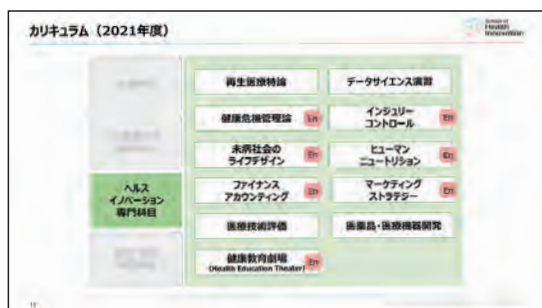 カリキュラム（2021年度）
School of
Health
Innovation
再生医療特論
データサイエンス演習
健康危機管理論 En
インジュリー
コントロール En
未病社会の
ライフデザイン En
ヒューマン
ニュートリション En
ヘルス
イノベーション
専門科目
ファイナンス
アカウンティング En
マーケティング
ストラテジー En
医療技術評価
医薬品・医療機器開発
健康教育劇場
(Health Education Theater) En